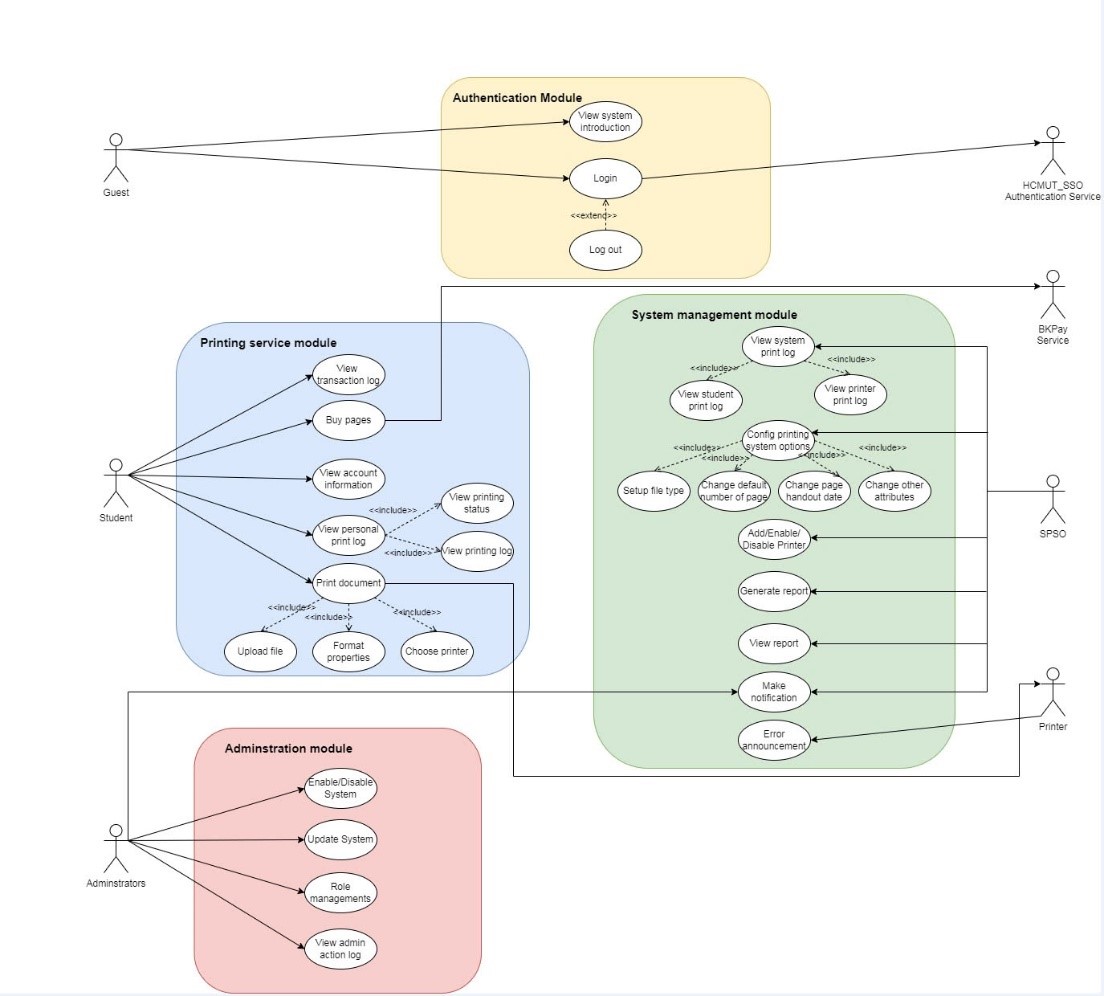 Authentication Module
View system
introduction
Guest
Login
HCMUT_SSO
Authentication Service
<<extend>>
Log out
BKPay
Service
Printing service module
View
transaction log
Buy pages
View account
information
Student
View personal
print log
<<include>>
View printing
status
<<include>>
View printing log
Print document
<<include>>
<<include>>
<<include>>
Upload file
Format
properties
Choose printer
System management module
View system
print log
<<include>>
<<include>>
View student
print log
View printer
print log
Config printing
system options
<<include>>
<<include>>
<<include>>
<<include>>
Setup file type
Change default
number of page
Change page
handout date
Change other
attributes
Add/Enable/
Disable Printer
SPSO
Generate report
View report
Make
notification
Error
announcement
Printer
Adminstration module
Enable/Disable
System
Update System
Adminstrators
Role
managements
View admin
action log